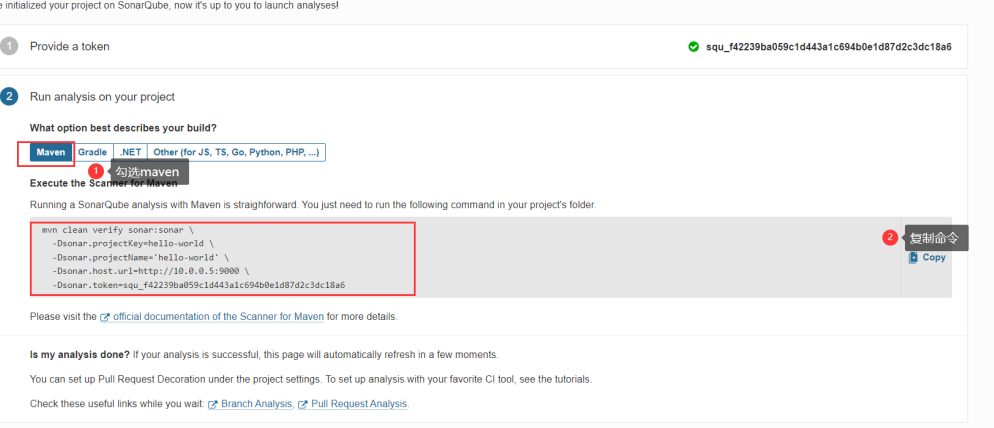 e initialized your project on SonarQube, now it's up to you to launch analyses!
1 Provide a token squ_f42239ba059c1d443a1c694b0e1d87d2c3dc18a6
2 Run analysis on your project
What option best describes your build?
Maven Gradle .NET Other (for JS, TS, Go, Python, PHP, ...)
1 勾选maven
Execute the Scanner for Maven
Running a SonarQube analysis with Maven is straighforward. You just need to run the following command in your project's folder.
mvn clean verify sonar:sonar \
-Dsonar.projectKey=hello-world \
2 复制命令
-Dsonar.projectName='hello-world' \
Copy
-Dsonar.host.url=http://10.0.0.5:9000 \
-Dsonar.token=squ_f42239ba059c1d443a1c694b0e1d87d2c3dc18a6
Please visit the official documentation of the Scanner for Maven for more details.
Is my analysis done? If your analysis is successful, this page will automatically refresh in a few moments.
You can set up Pull Request Decoration under the project settings. To set up analysis with your favorite CI tool, see the tutorials.
Check these useful links while you wait: Branch Analysis, Pull Request Analysis.